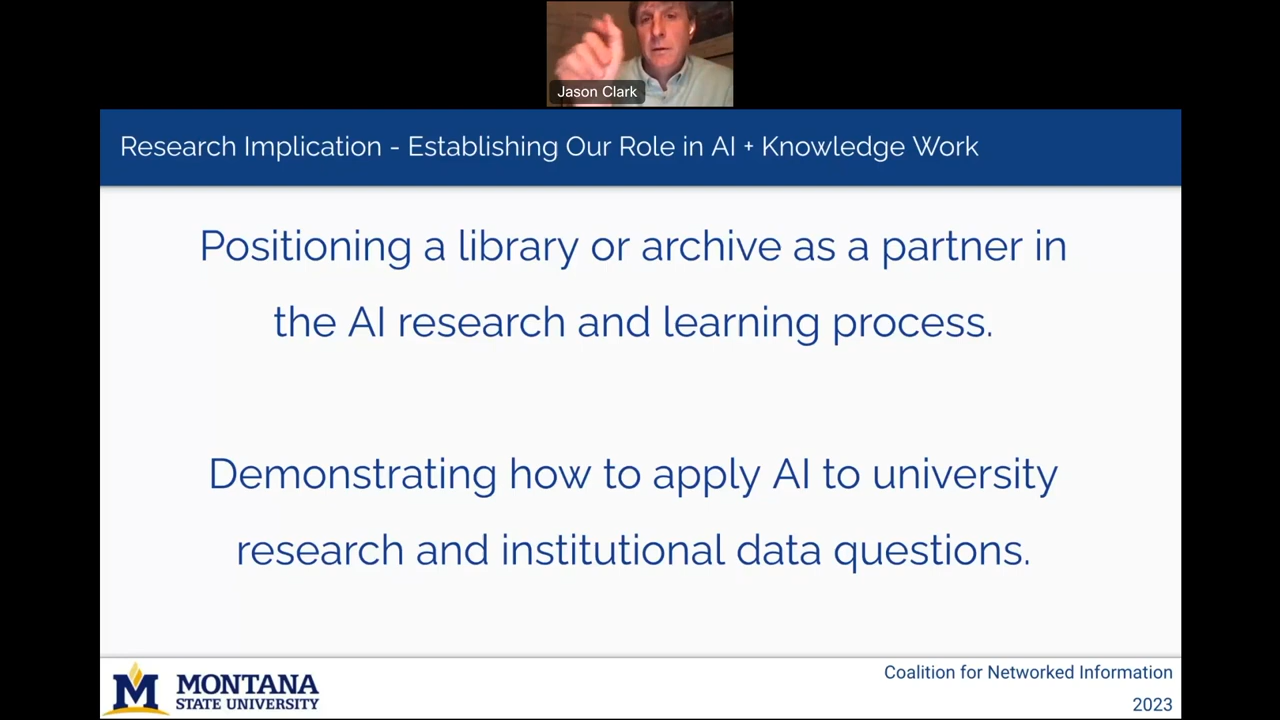 Jason Clark
Research Implication - Establishing Our Role in AI + Knowledge Work
Positioning a library or archive as a partner in
the AI research and learning process.
Demonstrating how to apply AI to university
research and institutional data questions.
M MONTANA
STATE UNIVERSITY
Coalition for Networked Information
2023